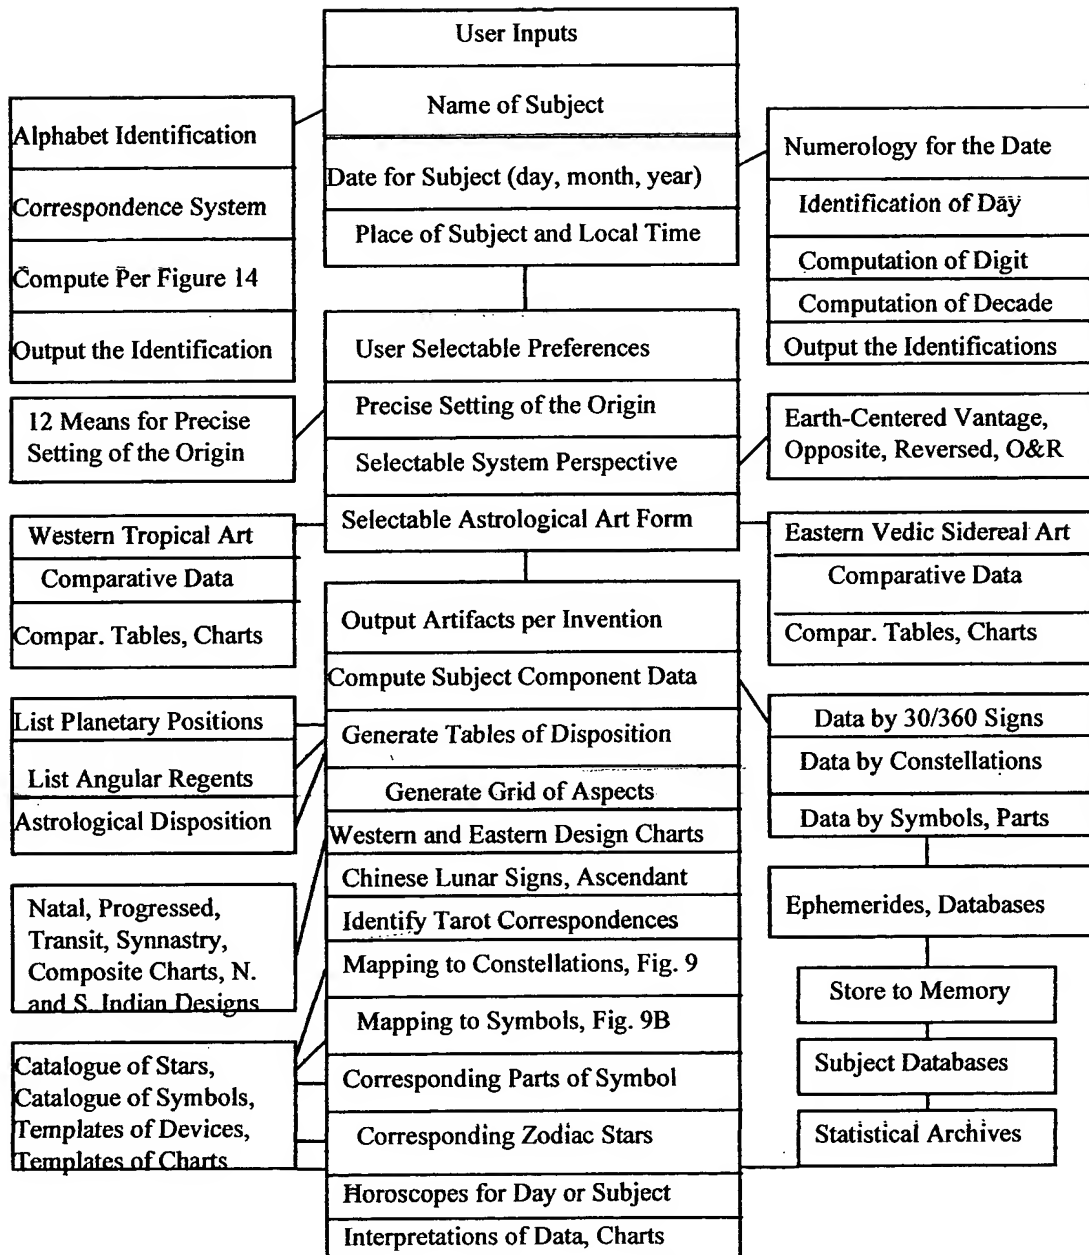 User Inputs
Name of Subject
Date for Subject (day, month, year)
Place of Subject and Local Time
Alphabet Identification
Correspondence System
Compute Per Figure 14
Output the Identification
Numerology for the Date
Identification of Day
Computation of Digit
Computation of Decade
Output the Identifications
User Selectable Preferences
Precise Setting of the Origin
Selectable System Perspective
Selectable Astrological Art Form
12 Means for Precise
Setting of the Origin
Earth-Centered Vantage,
Opposite, Reversed, O&R
Western Tropical Art
Comparative Data
Compar. Tables, Charts
Eastern Vedic Sidereal Art
Comparative Data
Compar. Tables, Charts
Output Artifacts per Invention
Compute Subject Component Data
Generate Tables of Disposition
Generate Grid of Aspects
Western and Eastern Design Charts
Chinese Lunar Signs, Ascendant
Identify Tarot Correspondences
Mapping to Constellations, Fig. 9
Mapping to Symbols, Fig. 9B
Corresponding Parts of Symbol
Corresponding Zodiac Stars
Horoscopes for Day or Subject
Interpretations of Data, Charts
List Planetary Positions
List Angular Regents
Astrological Disposition
Natal, Progressed,
Transit, Synnastry,
Composite Charts, N.
and S. Indian Designs
Catalogue of Stars,
Catalogue of Symbols,
Templates of Devices,
Templates of Charts
Data by 30/360 Signs
Data by Constellations
Data by Symbols, Parts
Ephemerides, Databases
Store to Memory
Subject Databases
Statistical Archives